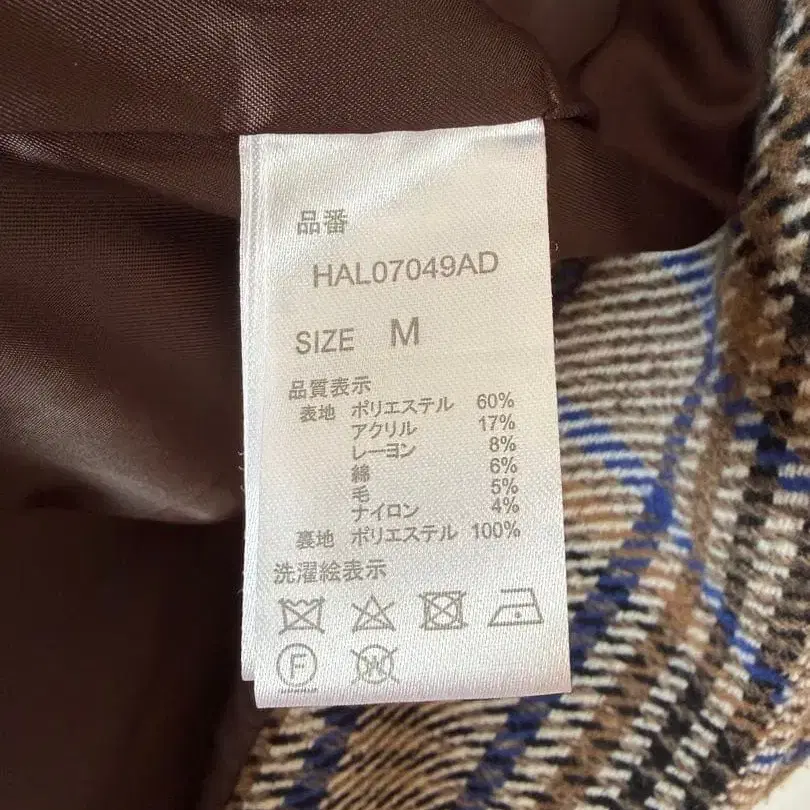 品番
HAL07049AD
SIZE M
品質表示
表地 ポリエステル 60%
アクリル 17%
レーヨン 8%
綿 6%
毛 5%
ナイロン 4%
裏地 ポリエステル 100%
洗濯絵表示
F W